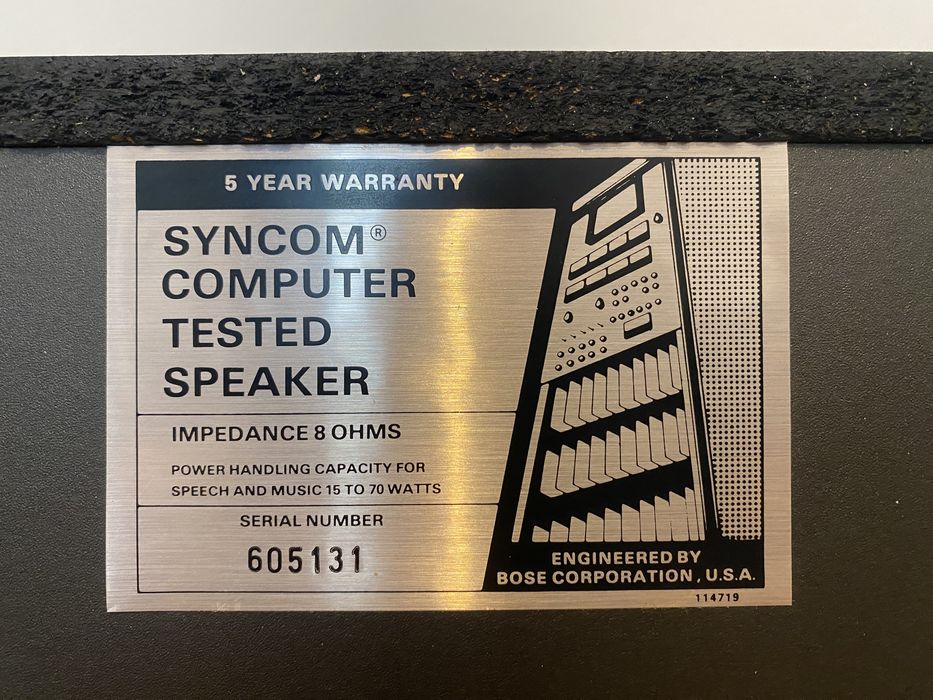 5 YEAR WARRANTY
SYNCOM®
COMPUTER
TESTED
SPEAKER
IMPEDANCE 8 OHMS
POWER HANDLING CAPACITY FOR
SPEECH AND MUSIC 15 TO 70 WATTS
SERIAL NUMBER
605131
ENGINEERED BY
BOSE CORPORATION, U.S.A.
114719